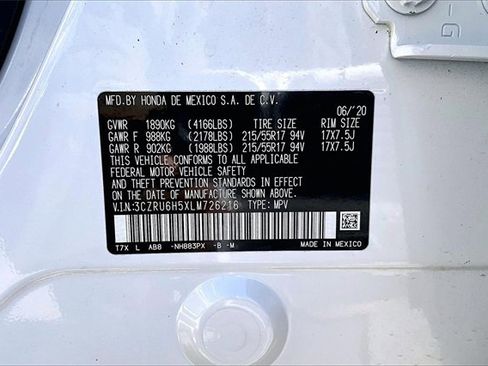 MFD.BY HONDA DE MEXICO S.A. DE C.V.
06/'20
GVWR 1890KG (4166LBS) TIRE SIZE RIM SIZE
GAWR F 988KG (2178LBS) 215/55R17 94V 17X7.5J
GAWR R 902KG (1988LBS) 215/55R17 94V 17X7.5J
THIS VEHICLE CONFORMS TO ALL APPLICABLE
FEDERAL MOTOR VEHICLE SAFETY, BUMPER,
AND THEFT PREVENTION STANDARDS IN EFFECT ON
THE DATE OF MANUFACTURE SHOWN ABOVE.
V.I.N:3CZRU6H5XLM726218 TYPE: MPV
T7X L AB0 -NH883PX -B -M
MADE IN MEXICO